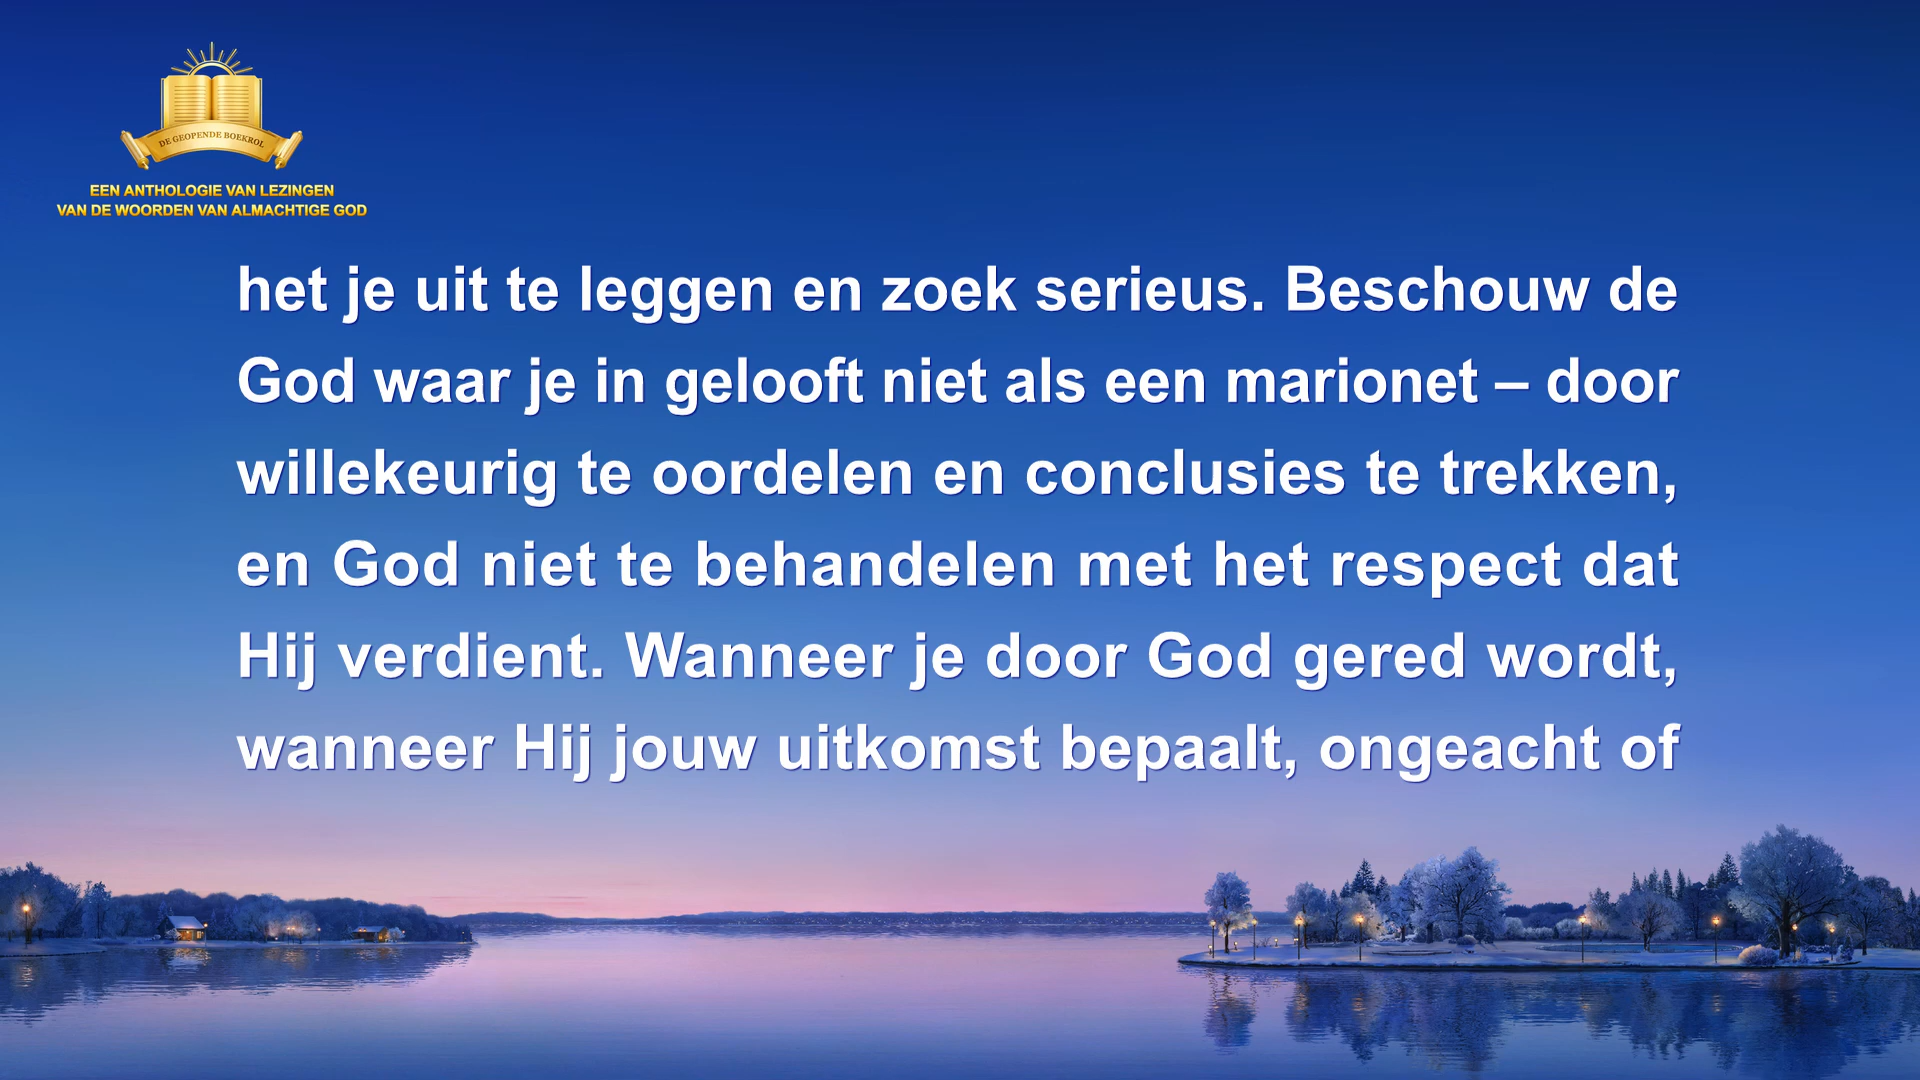 DE GEOPENDE BOEKROL
EEN ANTHOLOGIE VAN LEZINGEN
VAN DE WOORDEN VAN ALMACHTIGE GOD
het je uit te leggen en zoek serieus. Beschouw de
God waar je in gelooft niet als een marionet – door
willekeurig te oordelen en conclusies te trekken,
en God niet te behandelen met het respect dat
Hij verdient. Wanneer je door God gered wordt,
wanneer Hij jouw uitkomst bepaalt, ongeacht of